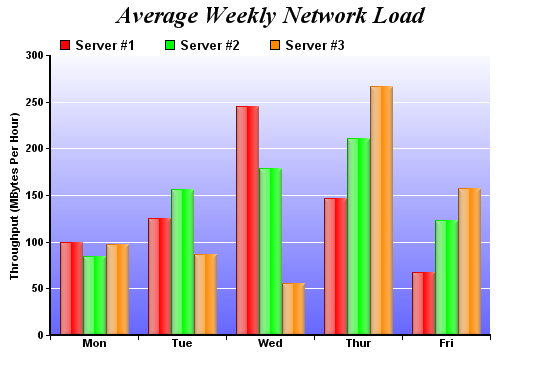 Average Weekly Network Load
Server #1 Server #2 Server #3
300
250
200
150
100
50
0
Throughput (MBytes Per Hour)
Mon Tue Wed Thur Fri